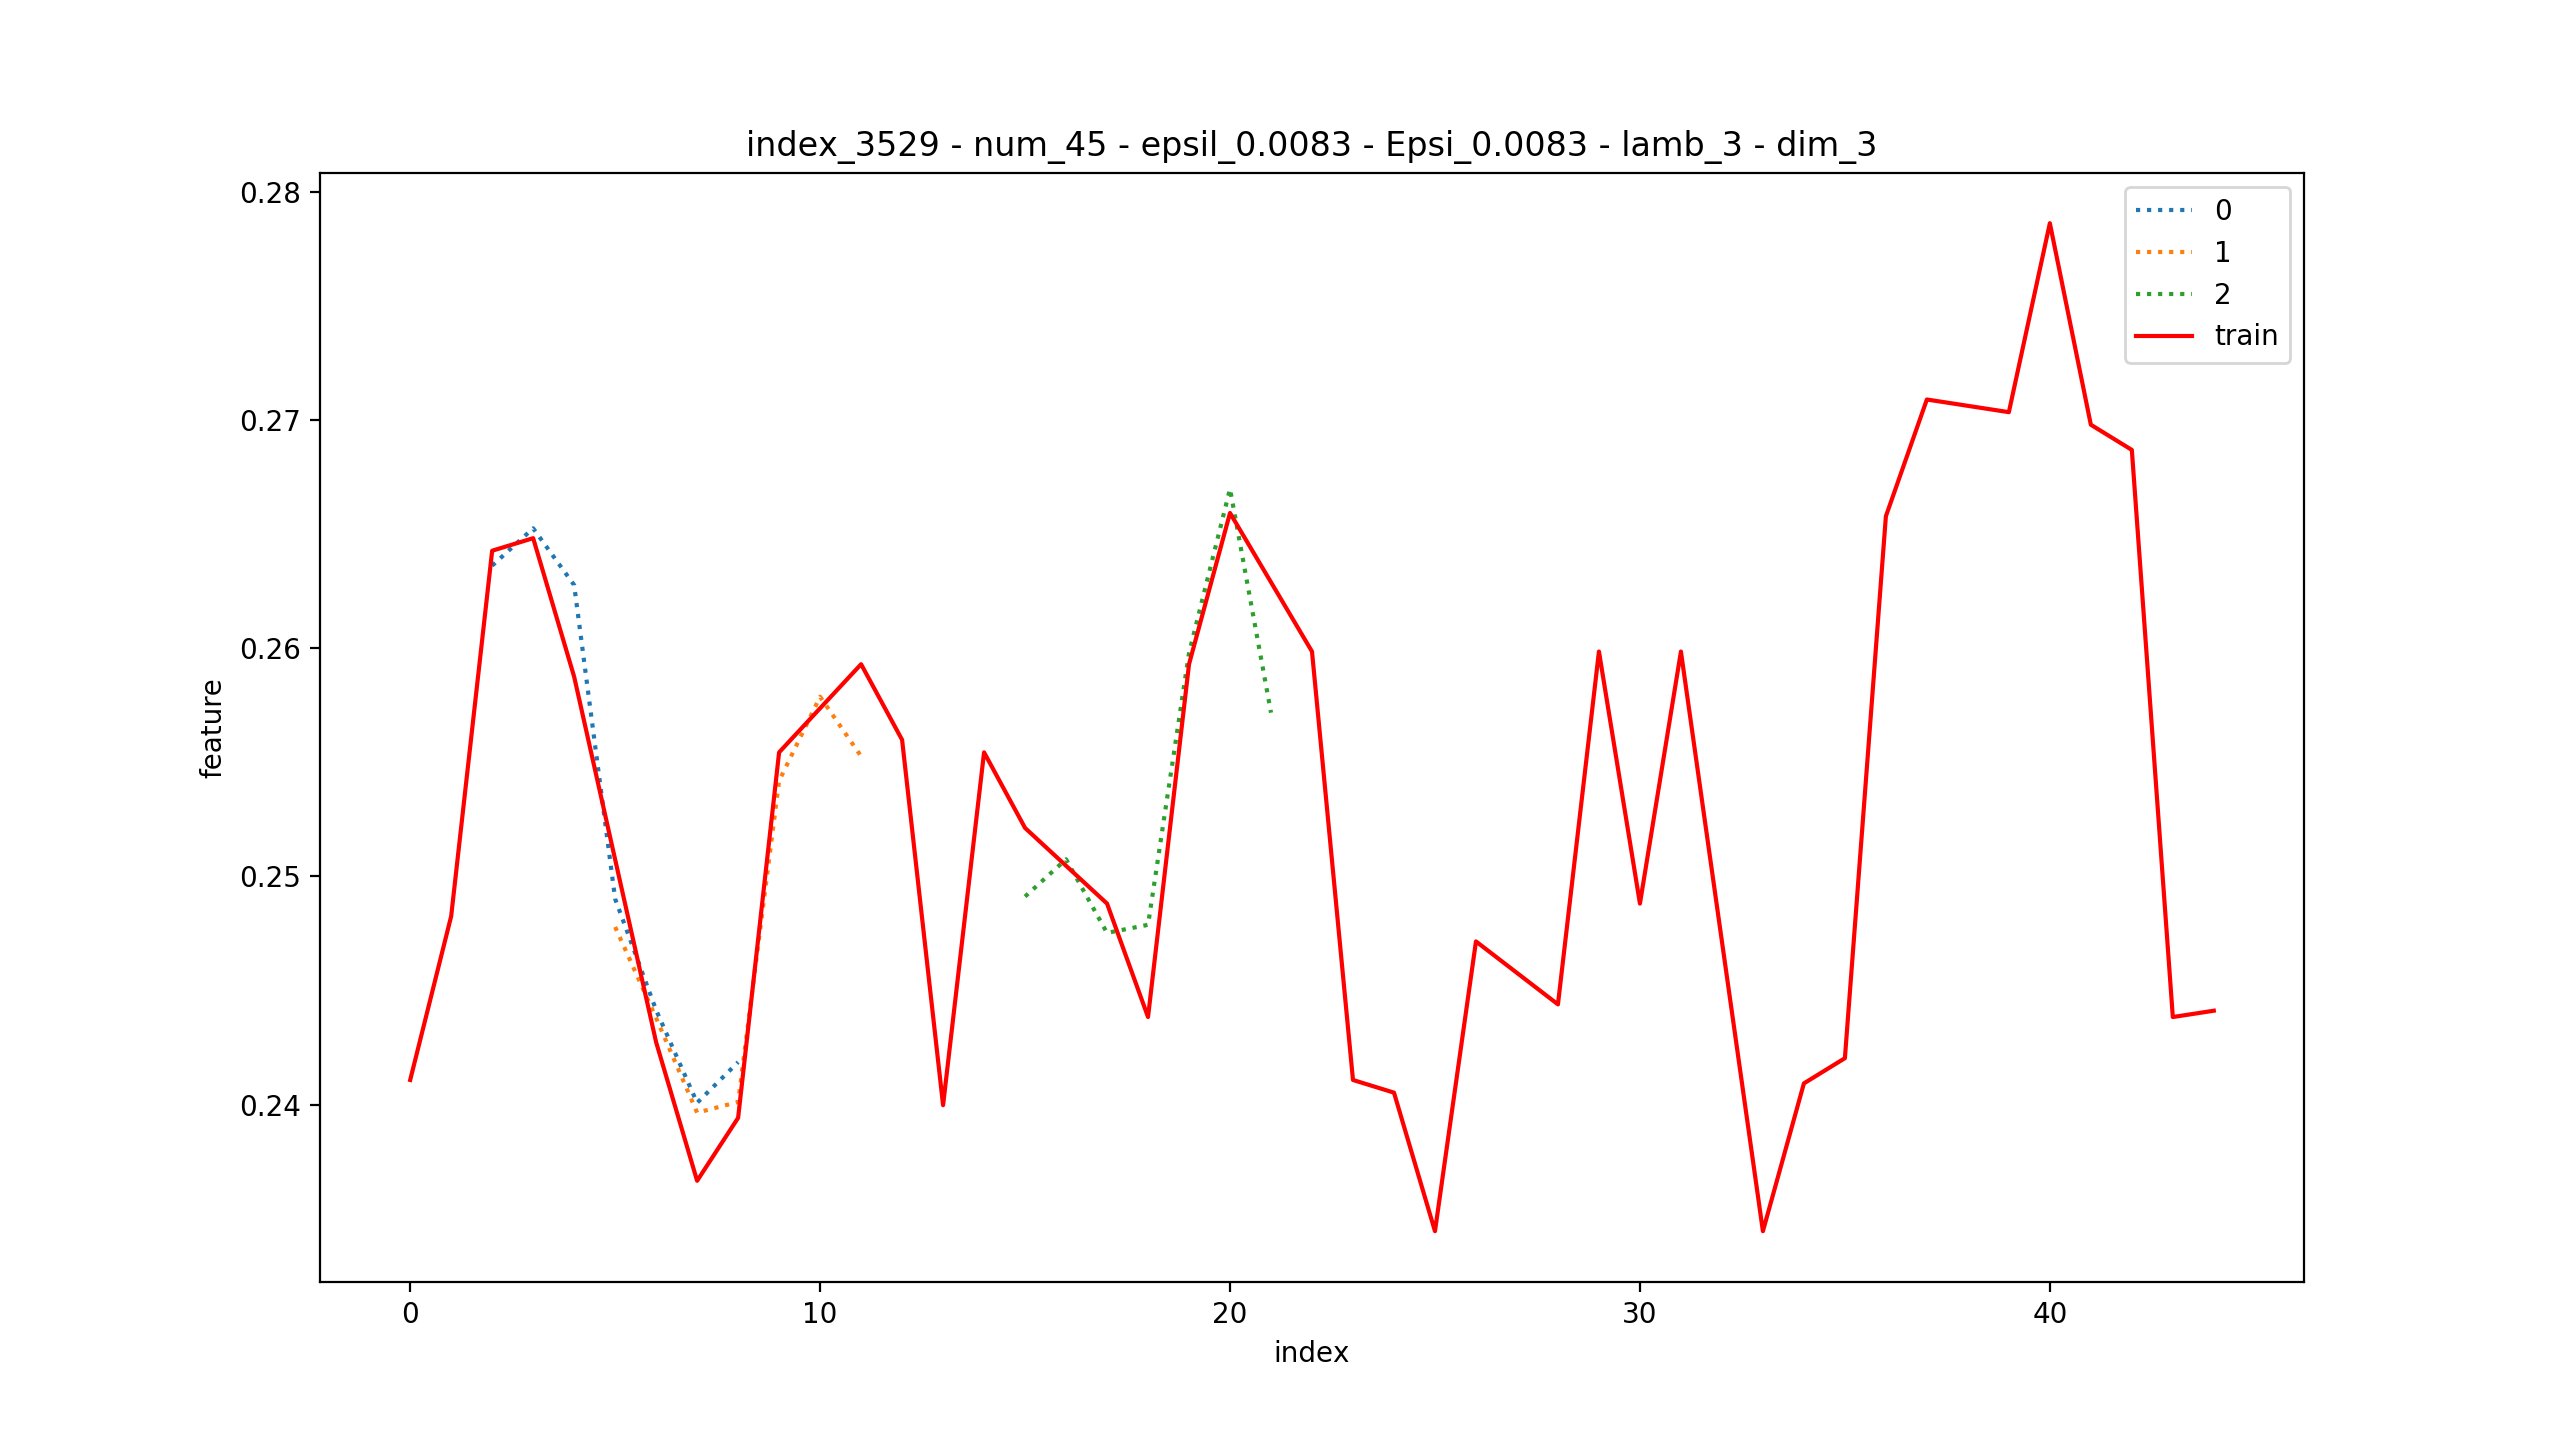 index_3529 - num_45 - epsil_0.0083 - Epsi_0.0083 - lamb_3 - dim_3
0.28
0.27
0.26
0.25
0.24
feature
0
1
2
train
0 10 20 30 40
index